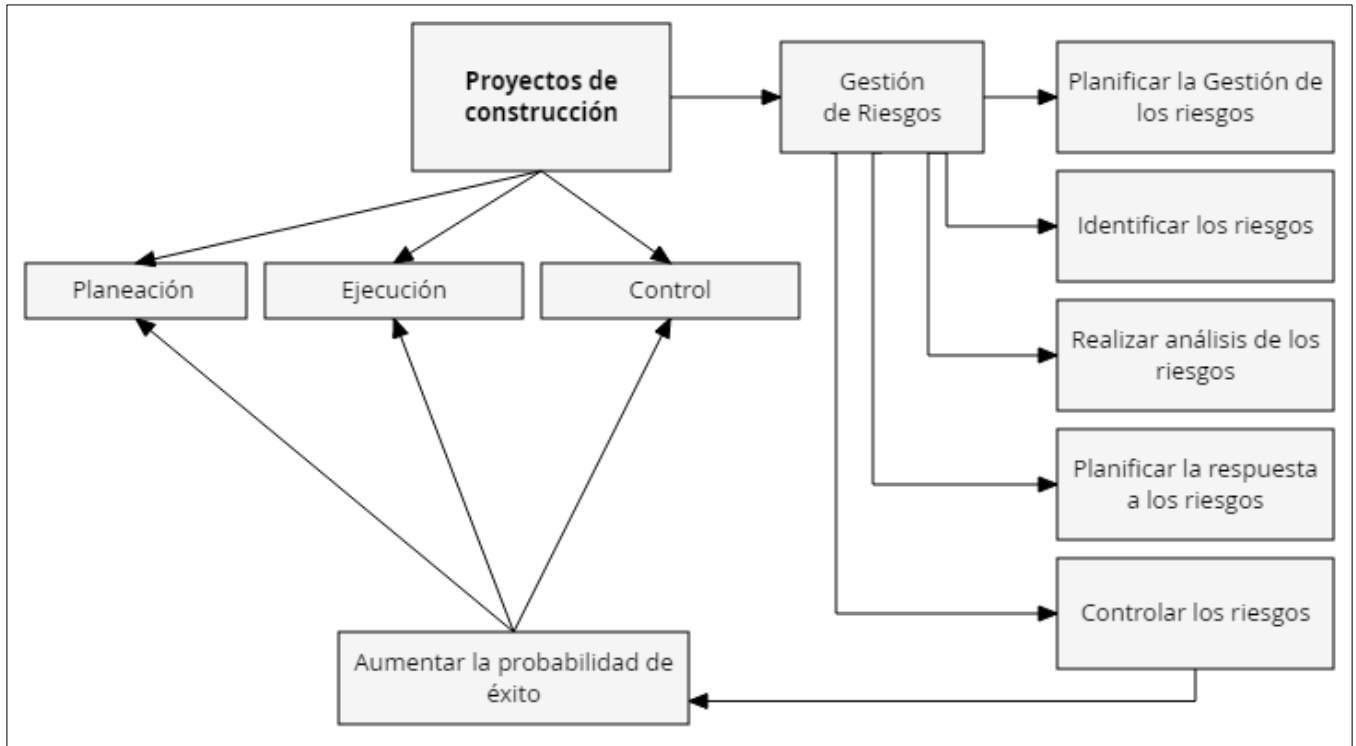 Proyectos de
construcción
Gestión
de Riesgos
Planificar la Gestión de
los riesgos
Identificar los riesgos
Planeación
Ejecución
Control
Realizar análisis de los
riesgos
Planificar la respuesta
a los riesgos
Controlar los riesgos
Aumentar la probabilidad de
éxito